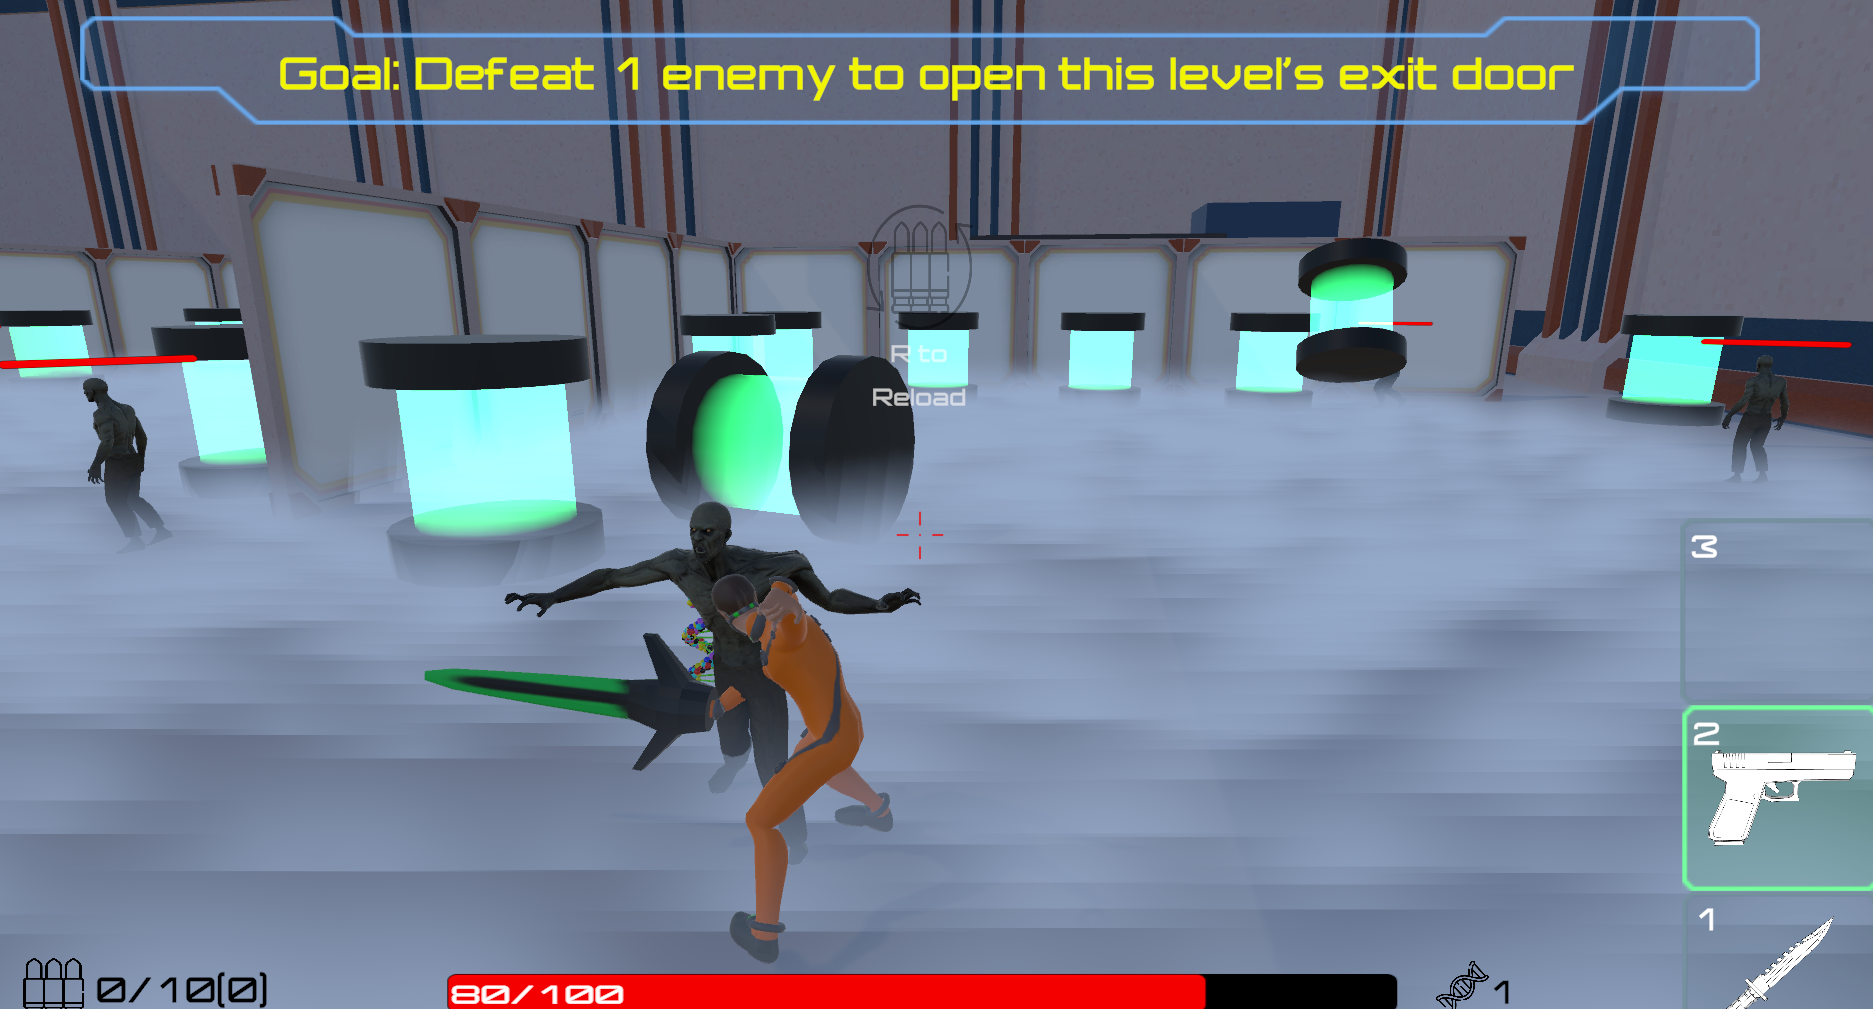 Goal: Defeat 1 enemy to open this level's exit door
R to
Reload
3
2
1
0/10(0)
80/100
1